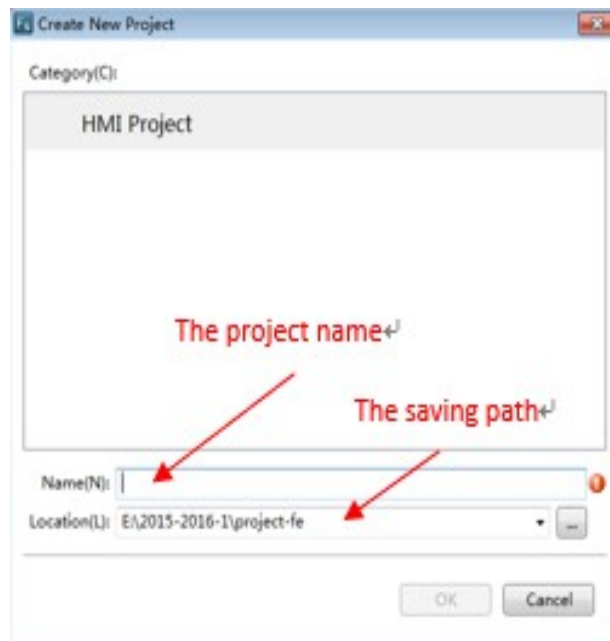 Create New Project
Category(C):
HMI Project
The project name↵
The saving path↵
Name(N):
Location(L): E:\2015-2016-1\project-fe ...
OK Cancel